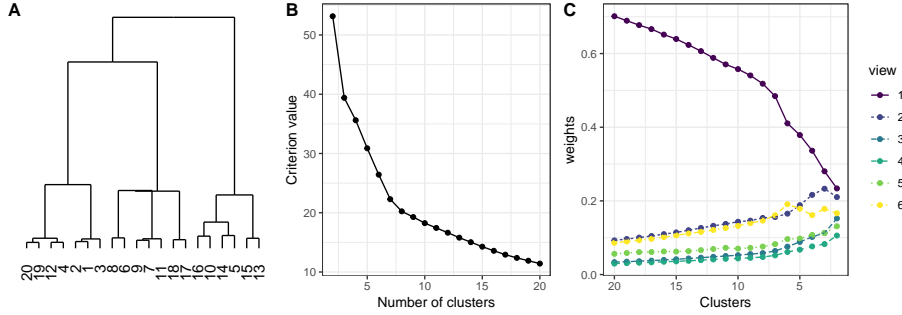 A
20 19 12 4 2 1 3 8 6 9 7 11 18 17 16 10 14 5 15 13
B
Criterion value
50
40
30
20
10
5 10 15 20
Number of clusters
C
weights
0.6
0.4
0.2
0.0
20 15 10 5
Clusters
view
1
2
3
4
5
6